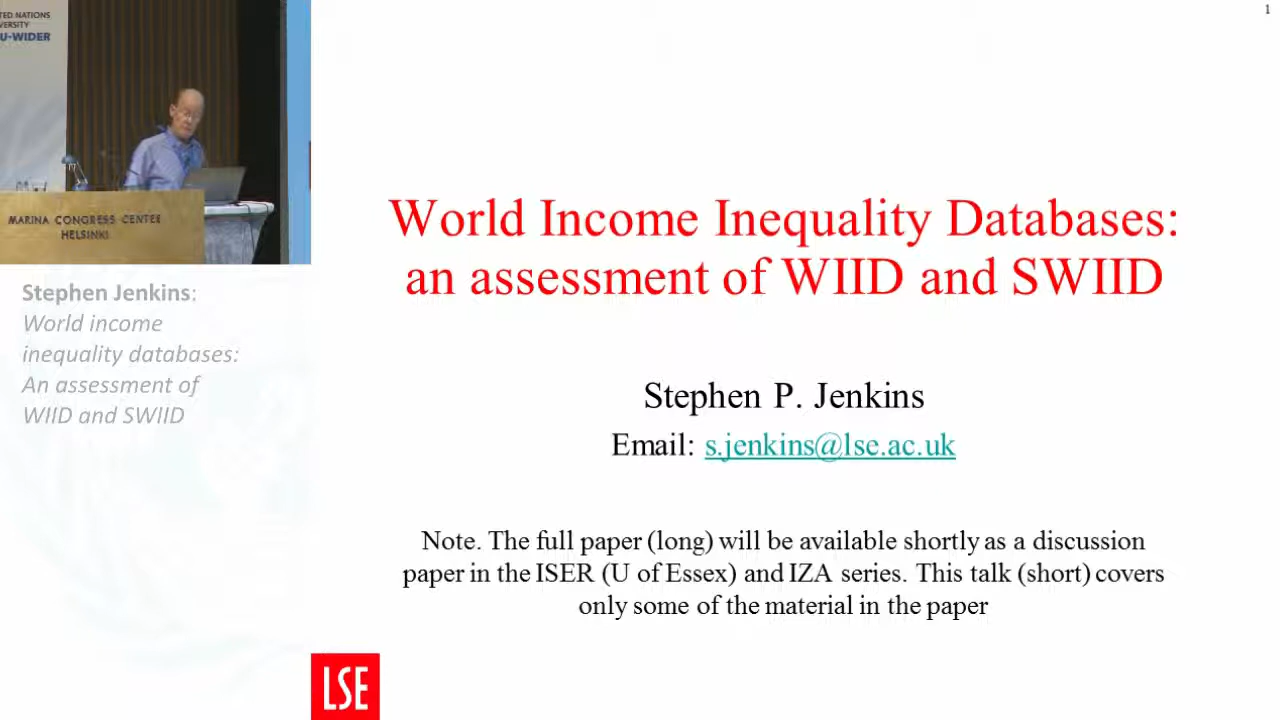 TED NATIONS
VERSITY
U-WIDER
MARINA CONGRESS CENTER
HELSINKI
Stephen Jenkins:
World income
inequality databases:
An assessment of
WIID and SWIID
1
World Income Inequality Databases:
an assessment of WIID and SWIID
Stephen P. Jenkins
Email: s.jenkins@lse.ac.uk
Note. The full paper (long) will be available shortly as a discussion
paper in the ISER (U of Essex) and IZA series. This talk (short) covers
only some of the material in the paper
LSE